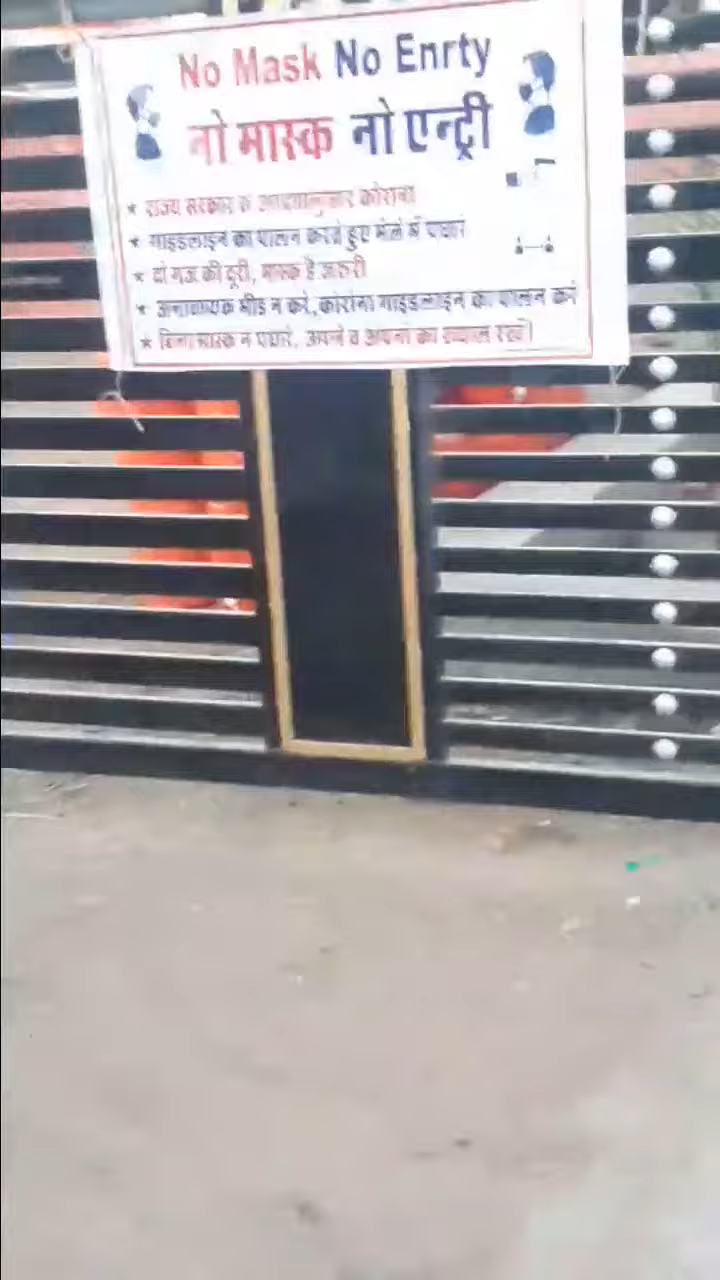 No Mask No Enrty
नो मास्क नो एन्ट्री
★ राज्य सरकार के आदेशानुसार कोरोना
★ गाइडलाइन का पालन करते हुए मेले में पधारे
★ दो गज की दूरी, मास्क है जरुरी
★ अनावश्यक भीड न करे, कोरोना गाइडलाइन का पालन करे
★ बिना मास्क न पधारे, अपने व अपनों का ख्याल रखें।